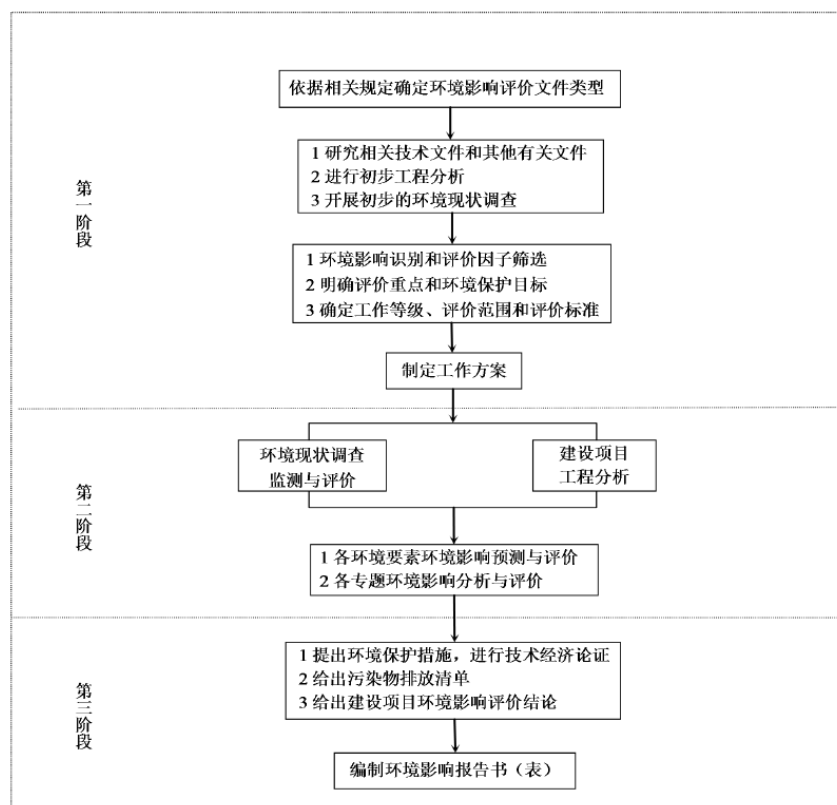 依据相关规定确定环境影响评价文件类型
1 研究相关技术文件和其他有关文件
2 进行初步工程分析
3 开展初步的环境现状调查
第一阶段
1 环境影响识别和评价因子筛选
2 明确评价重点和环境保护目标
3 确定工作等级、评价范围和评价标准
制定工作方案
环境现状调查
监测与评价
建设项目
工程分析
第二阶段
1 各环境要素环境影响预测与评价
2 各专题环境影响分析与评价
1 提出环境保护措施，进行技术经济论证
2 给出污染物排放清单
3 给出建设项目环境影响评价结论
第三阶段
编制环境影响报告书（表）